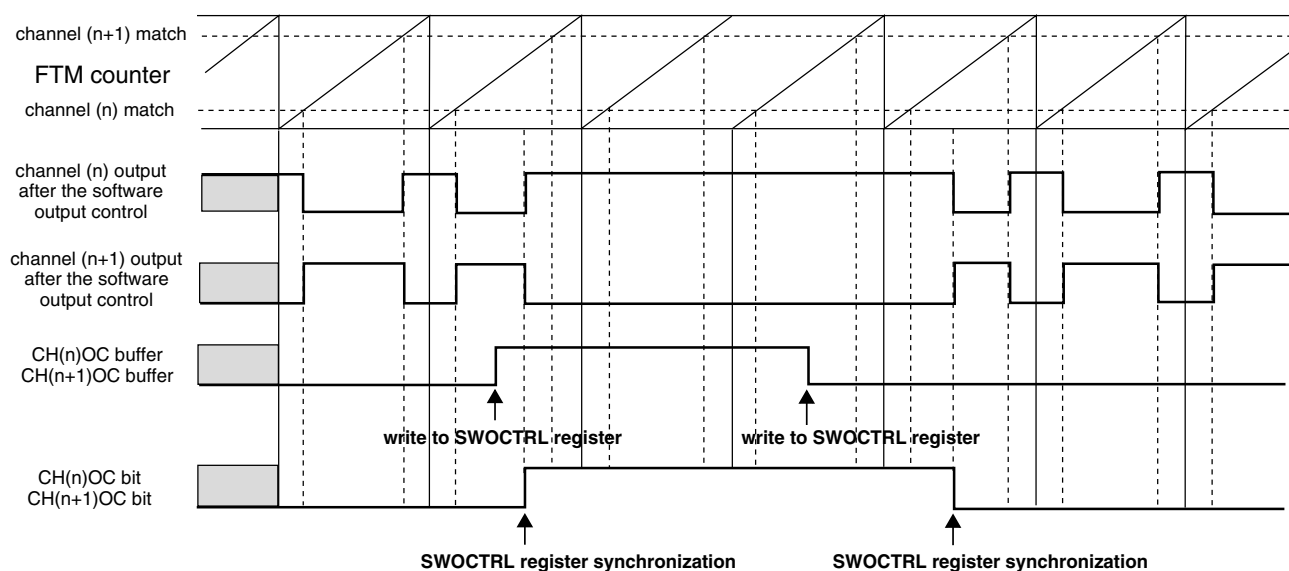 channel (n+1) match
FTM counter
channel (n) match
channel (n) output
after the software
output control
channel (n+1) output
after the software
output control
CH(n)OC buffer
CH(n+1)OC buffer
write to SWOCTRL register
write to SWOCTRL register
CH(n)OC bit
CH(n+1)OC bit
SWOCTRL register synchronization
SWOCTRL register synchronization